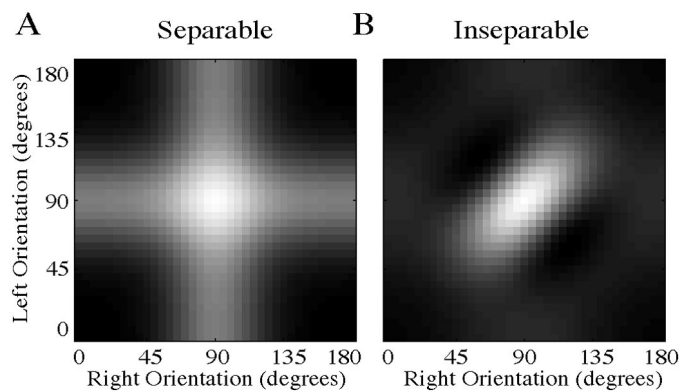 A Separable
B Inseparable
Left Orientation (degrees)
180
135
90
45
0
0 45 90 135 180
Right Orientation (degrees)
45 90 135 180
Right Orientation (degrees)